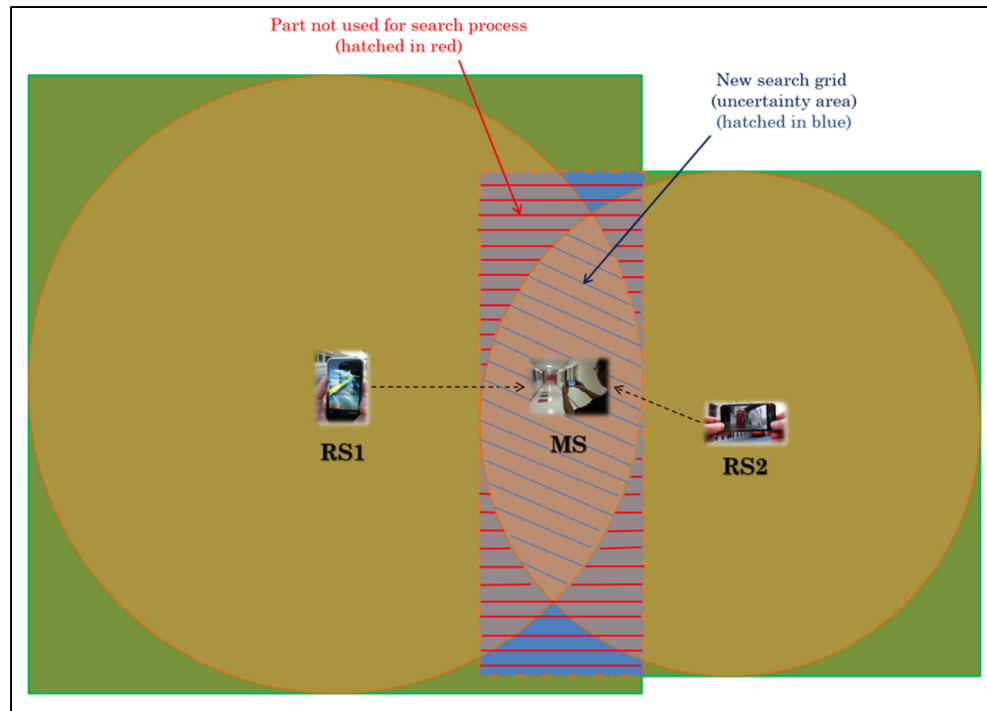 Part not used for search process
(hatched in red)
New search grid
(uncertainty area)
(hatched in blue)
RS1
MS
RS2